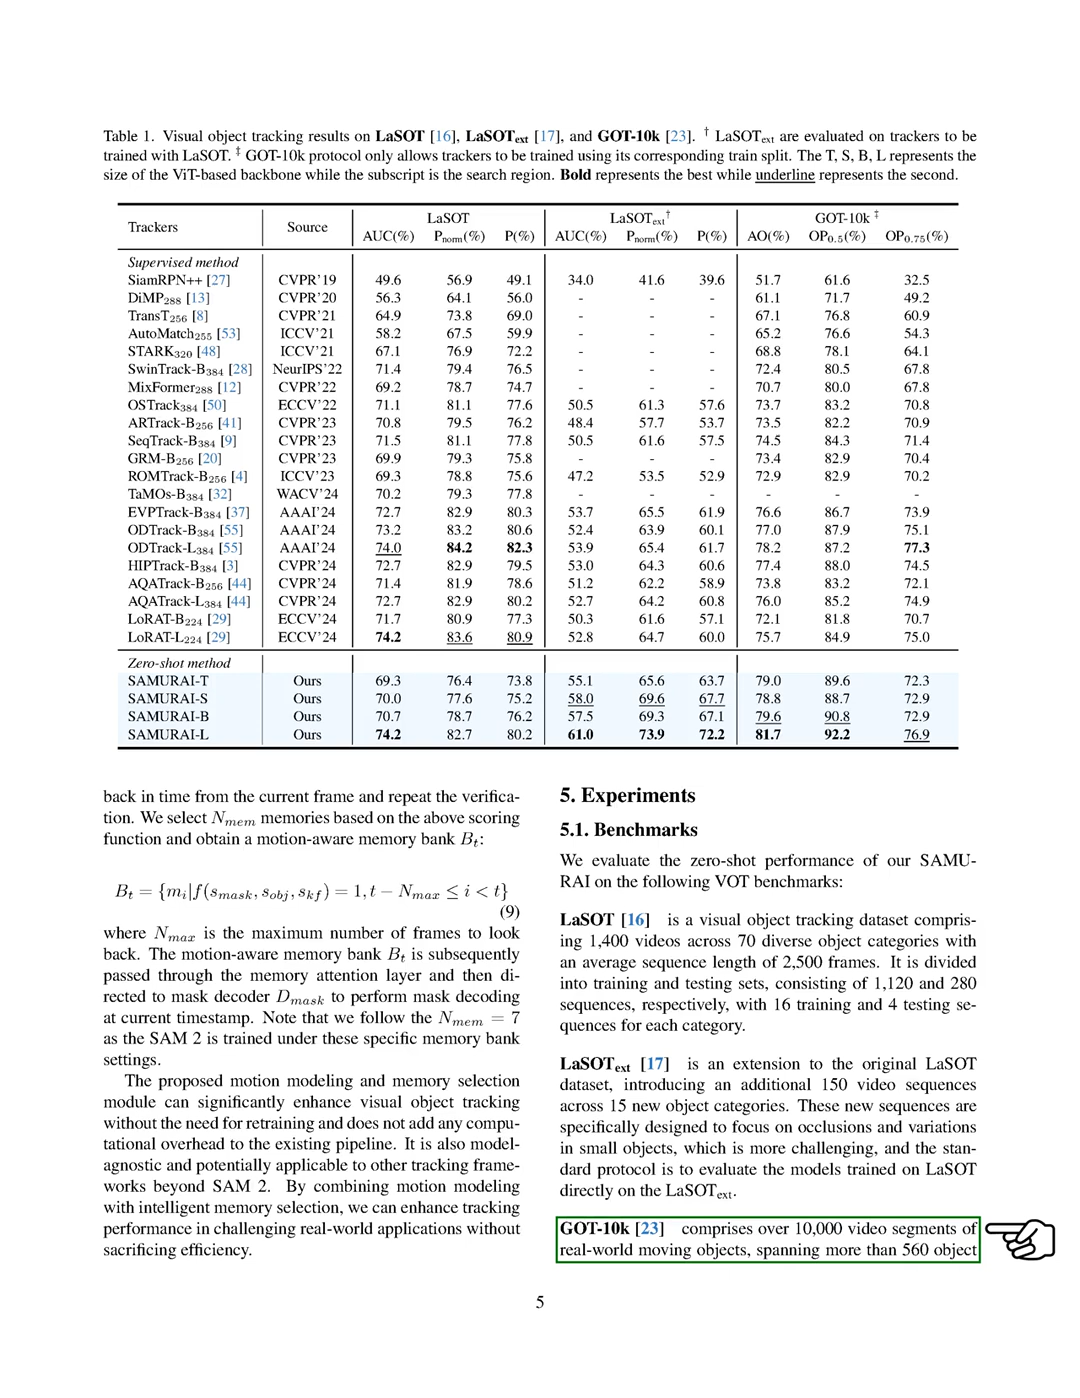 Table 1. Visual object tracking results on LaSOT [16], LaSOText [17], and GOT-10k [23]. † LaSOText are evaluated on trackers to be
trained with LaSOT. ‡ GOT-10k protocol only allows trackers to be trained using its corresponding train split. The T, S, B, L represents the
size of the ViT-based backbone while the subscript is the search region. Bold represents the best while underline represents the second.
Trackers Source LaSOT LaSOText† GOT-10k ‡
AUC(%) Pnorm(%) P(%) AUC(%) Pnorm(%) P(%) AO(%) OP0.5(%) OP0.75(%)
Supervised method
SiamRPN++ [27] CVPR'19 49.6 56.9 49.1 34.0 41.6 39.6 51.7 61.6 32.5
DiMP288 [13] CVPR'20 56.3 64.1 56.0 - - - 61.1 71.7 49.2
TransT256 [8] CVPR'21 64.9 73.8 69.0 - - - 67.1 76.8 60.9
AutoMatch255 [53] ICCV'21 58.2 67.5 59.9 - - - 65.2 76.6 54.3
STARK320 [48] ICCV'21 67.1 76.9 72.2 - - - 68.8 78.1 64.1
SwinTrack-B384 [28] NeurIPS'22 71.4 79.4 76.5 - - - 72.4 80.5 67.8
MixFormer288 [12] CVPR'22 69.2 78.7 74.7 - - - 70.7 80.0 67.8
OSTrack384 [50] ECCV'22 71.1 81.1 77.6 50.5 61.3 57.6 73.7 83.2 70.8
ARTrack-B256 [41] CVPR'23 70.8 79.5 76.2 48.4 57.7 53.7 73.5 82.2 70.9
SeqTrack-B384 [9] CVPR'23 71.5 81.1 77.8 50.5 61.6 57.5 74.5 84.3 71.4
GRM-B256 [20] CVPR'23 69.9 79.3 75.8 - - - 73.4 82.9 70.4
ROMTrack-B256 [4] ICCV'23 69.3 78.8 75.6 47.2 53.5 52.9 72.9 82.9 70.2
TaMOs-B384 [32] WACV'24 70.2 79.3 77.8 - - - - - -
EVPTrack-B384 [37] AAAI'24 72.7 82.9 80.3 53.7 65.5 61.9 76.6 86.7 73.9
ODTrack-B384 [55] AAAI'24 73.2 83.2 80.6 52.4 63.9 60.1 77.0 87.9 75.1
ODTrack-L384 [55] AAAI'24 74.0 84.2 82.3 53.9 65.4 61.7 78.2 87.2 77.3
HIPTrack-B384 [3] CVPR'24 72.7 82.9 79.5 53.0 64.3 60.6 77.4 88.0 74.5
AQATrack-B256 [44] CVPR'24 71.4 81.9 78.6 51.2 62.2 58.9 73.8 83.2 72.1
AQATrack-L384 [44] CVPR'24 72.7 82.9 80.2 52.7 64.2 60.8 76.0 85.2 74.9
LoRAT-B224 [29] ECCV'24 71.7 80.9 77.3 50.3 61.6 57.1 72.1 81.8 70.7
LoRAT-L224 [29] ECCV'24 74.2 83.6 80.9 52.8 64.7 60.0 75.7 84.9 75.0
Zero-shot method
SAMURAI-T Ours 69.3 76.4 73.8 55.1 65.6 63.7 79.0 89.6 72.3
SAMURAI-S Ours 70.0 77.6 75.2 58.0 69.6 67.7 78.8 88.7 72.9
SAMURAI-B Ours 70.7 78.7 76.2 57.5 69.3 67.1 79.6 90.8 72.9
SAMURAI-L Ours 74.2 82.7 80.2 61.0 73.9 72.2 81.7 92.2 76.9
back in time from the current frame and repeat the verifica-
tion. We select Nmem memories based on the above scoring
function and obtain a motion-aware memory bank Bt:
Bt = {mi|f(smask, sobj, skf) = 1, t − Nmax ≤ i < t}
(9)
where Nmax is the maximum number of frames to look
back. The motion-aware memory bank Bt is subsequently
passed through the memory attention layer and then di-
rected to mask decoder Dmask to perform mask decoding
at current timestamp. Note that we follow the Nmem = 7
as the SAM 2 is trained under these specific memory bank
settings.
The proposed motion modeling and memory selection
module can significantly enhance visual object tracking
without the need for retraining and does not add any compu-
tational overhead to the existing pipeline. It is also model-
agnostic and potentially applicable to other tracking frame-
works beyond SAM 2. By combining motion modeling
with intelligent memory selection, we can enhance tracking
performance in challenging real-world applications without
sacrificing efficiency.
5. Experiments
5.1. Benchmarks
We evaluate the zero-shot performance of our SAMU-
RAI on the following VOT benchmarks:
LaSOT [16] is a visual object tracking dataset compris-
ing 1,400 videos across 70 diverse object categories with
an average sequence length of 2,500 frames. It is divided
into training and testing sets, consisting of 1,120 and 280
sequences, respectively, with 16 training and 4 testing se-
quences for each category.
LaSOText [17] is an extension to the original LaSOT
dataset, introducing an additional 150 video sequences
across 15 new object categories. These new sequences are
specifically designed to focus on occlusions and variations
in small objects, which is more challenging, and the stan-
dard protocol is to evaluate the models trained on LaSOT
directly on the LaSOText.
GOT-10k [23] comprises over 10,000 video segments of
real-world moving objects, spanning more than 560 object
5